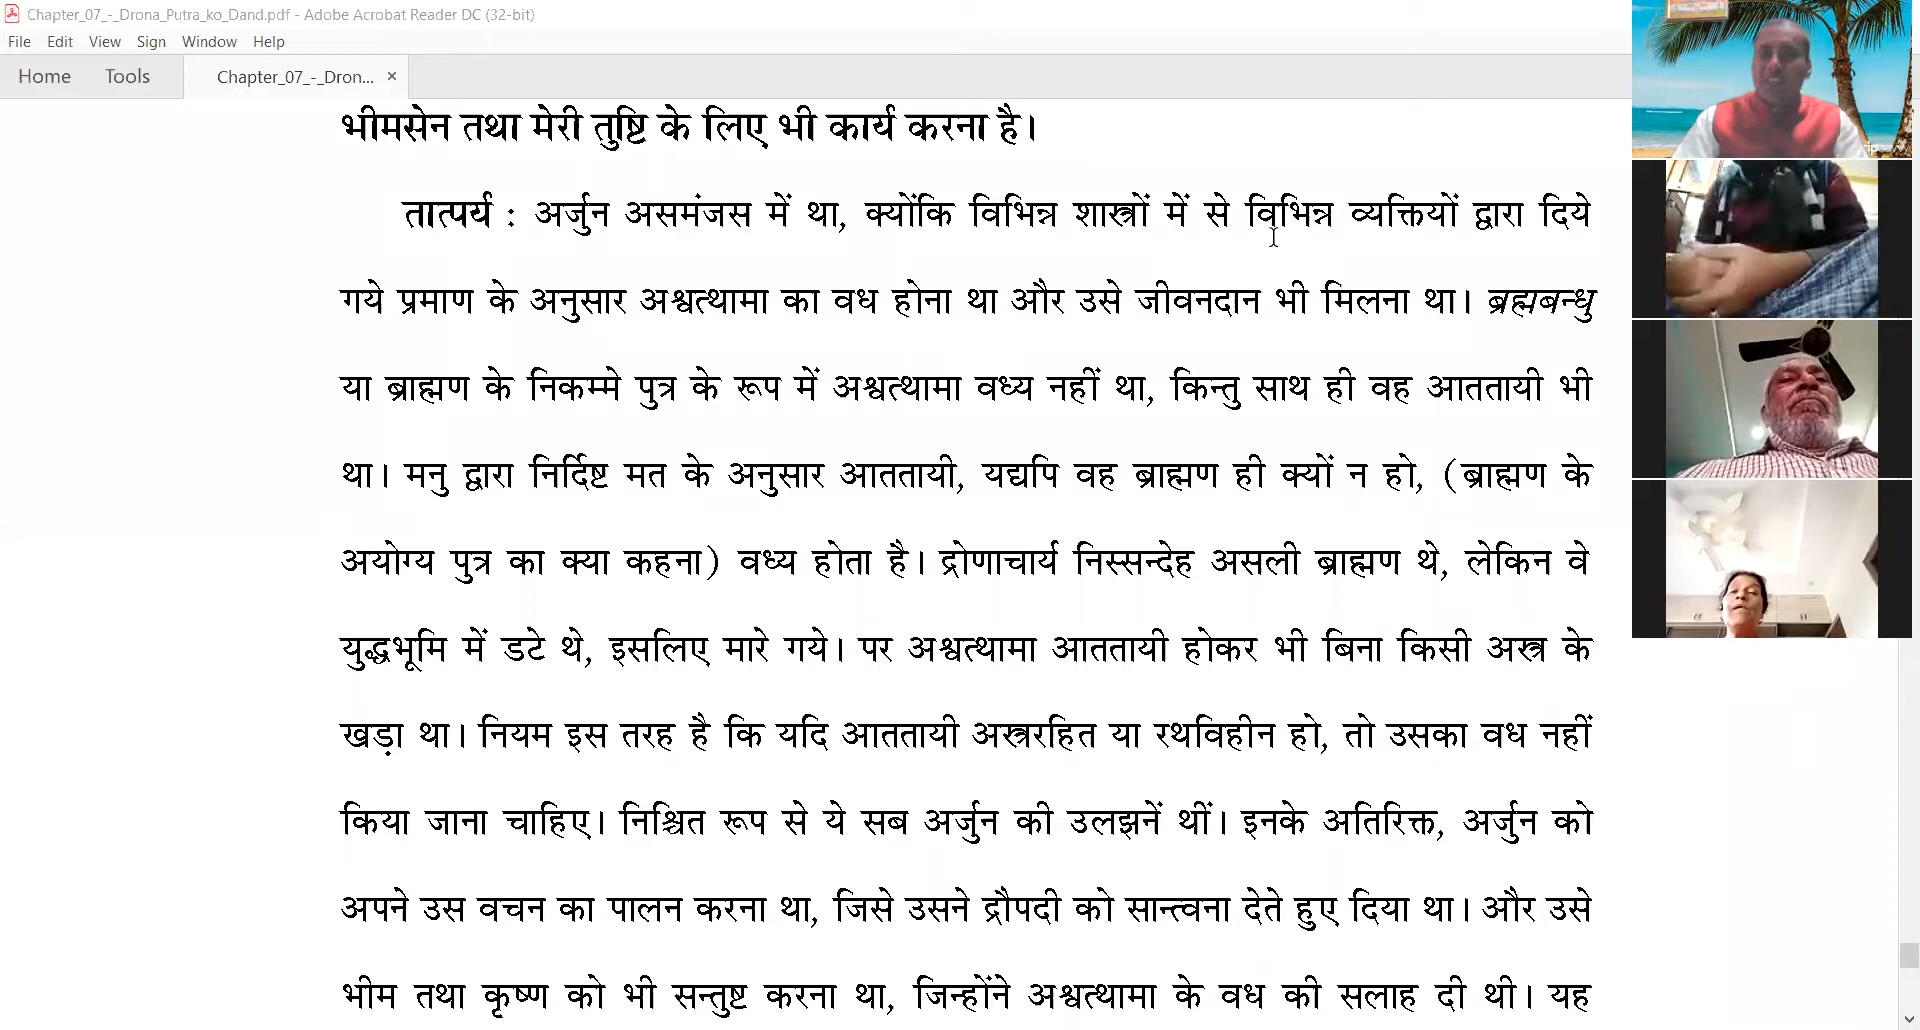 Chapter_07_-_Drona_Putra_ko_Dand.pdf - Adobe Acrobat Reader DC (32-bit)
File Edit View Sign Window Help
Home Tools Chapter_07_-_Dron... ×
भीमसेन तथा मेरी तुष्टि के लिए भी कार्य करना है।
तात्पर्य : अर्जुन असमंजस में था, क्योंकि विभिन्न शास्त्रों में से विभिन्न व्यक्तियों द्वारा दिये
गये प्रमाण के अनुसार अश्वत्थामा का वध होना था और उसे जीवनदान भी मिलना था। ब्रह्मबन्धु
या ब्राह्मण के निकम्मे पुत्र के रूप में अश्वत्थामा वध्य नहीं था, किन्तु साथ ही वह आततायी भी
था। मनु द्वारा निर्दिष्ट मत के अनुसार आततायी, यद्यपि वह ब्राह्मण ही क्यों न हो, (ब्राह्मण के
अयोग्य पुत्र का क्या कहना) वध्य होता है। द्रोणाचार्य निस्सन्देह असली ब्राह्मण थे, लेकिन वे
युद्धभूमि में डटे थे, इसलिए मारे गये। पर अश्वत्थामा आततायी होकर भी बिना किसी अस्त्र के
खड़ा था। नियम इस तरह है कि यदि आततायी अस्त्ररहित या रथविहीन हो, तो उसका वध नहीं
किया जाना चाहिए। निश्चित रूप से ये सब अर्जुन की उलझनें थीं। इनके अतिरिक्त, अर्जुन को
अपने उस वचन का पालन करना था, जिसे उसने द्रौपदी को सान्त्वना देते हुए दिया था। और उसे
भीम तथा कृष्ण को भी सन्तुष्ट करना था, जिन्होंने अश्वत्थामा के वध की सलाह दी थी। यह